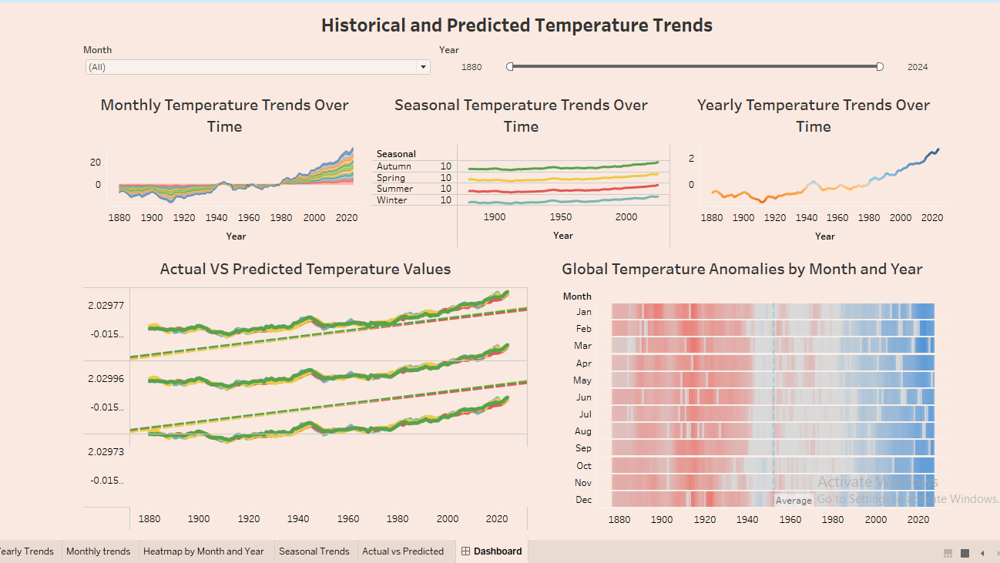 Historical and Predicted Temperature Trends
Month
(All)
Year
1880
2024
Monthly Temperature Trends Over
Time
20
0
1880 1900 1920 1940 1960 1980 2000 2020
Year
Seasonal Temperature Trends Over
Time
Seasonal
Autumn 10
Spring 10
Summer 10
Winter 10
1900 1950 2000
Year
Yearly Temperature Trends Over
Time
2
0
1880 1900 1920 1940 1960 1980 2000 2020
Year
Actual VS Predicted Temperature Values
2.02977
-0.015..
2.02996
-0.015..
2.02973
-0.015..
1880 1900 1920 1940 1960 1980 2000 2020
Global Temperature Anomalies by Month and Year
Month
Jan
Feb
Mar
Apr
May
Jun
Jul
Aug
Sep
Oct
Nov
Dec
Average
1880 1900 1920 1940 1960 1980 2000 2020
Activate Windows
Go to Settings to activate Windows.
early Trends
Monthly trends
Heatmap by Month and Year
Seasonal Trends
Actual vs Predicted
Dashboard